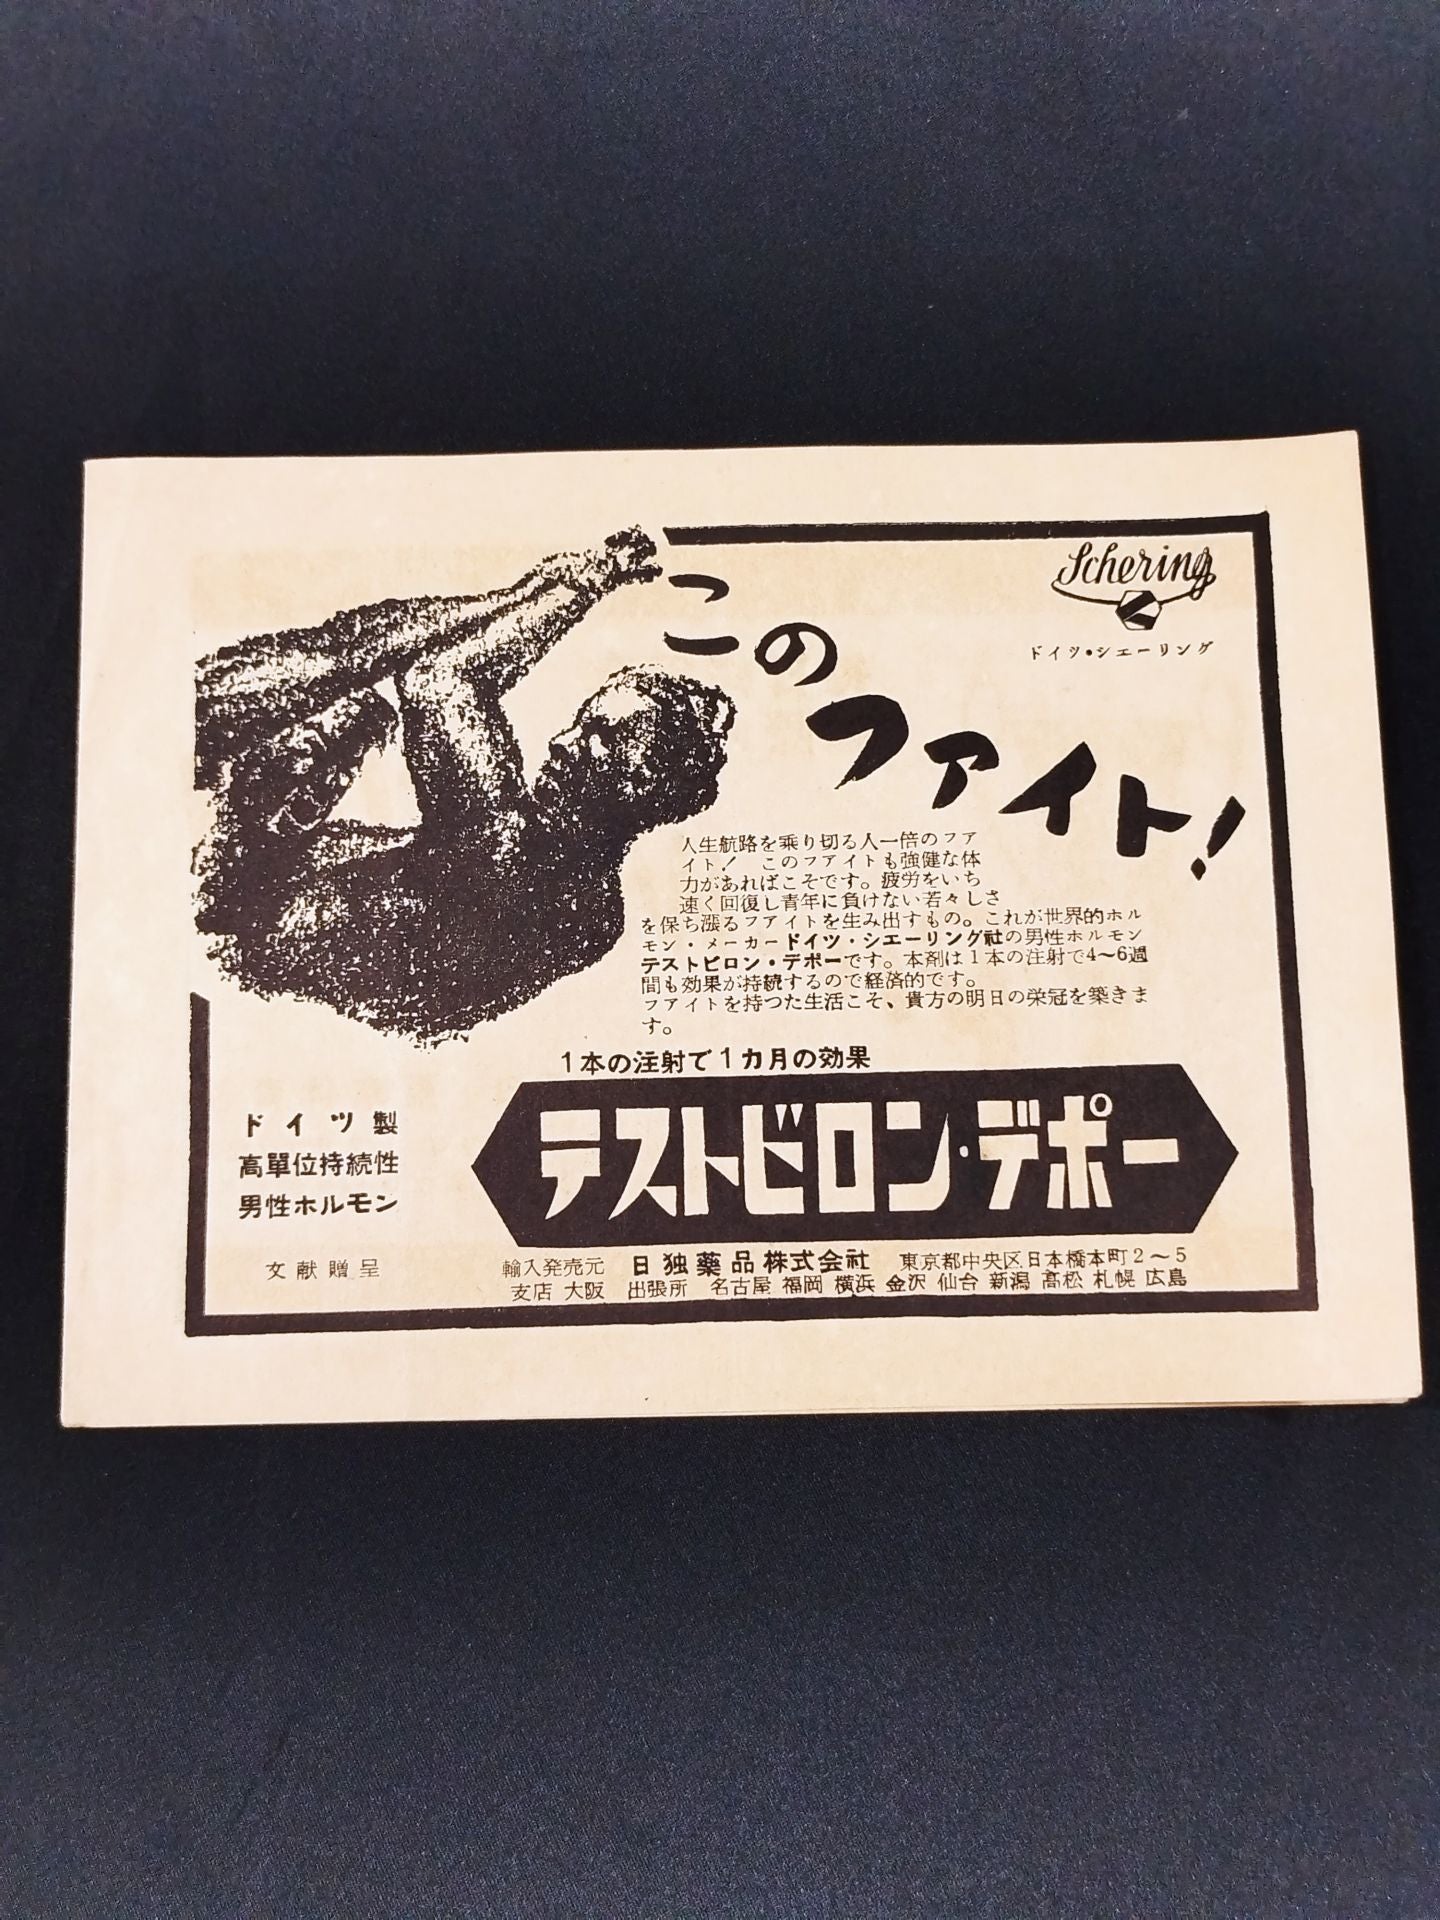 Schering
ドイツ・シエーリング
このファイト!
人生航路を乗り切る人一倍のファ
イト! このファイトも強健な体
力があればこそです。疲労をいち
速く回復し青年に負けない若々しさ
を保ち漲るフアイトを生み出すもの。これが世界的ホル
モン・メーカードイツ・シエーリング社の男性ホルモン
テストビロン・デポーです。本剤は1本の注射で4〜6週
間も効果が持続するので経済的です。
フアイトを持つた生活こそ、貴方の明日の栄冠を築きま
す。
1本の注射で1カ月の効果
テストビロン・デポー
ドイツ製
高單位持続性
男性ホルモン
文献贈呈
輸入発売元 日独薬品株式会社 東京都中央区日本橋本町2〜5
支店 大阪 出張所 名古屋 福岡 横浜 金沢 仙台 新潟 高松 札幌 広島